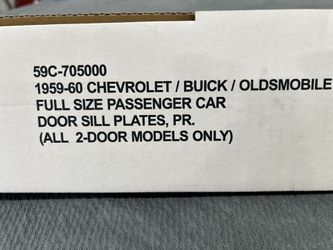 59C-705000
1959-60 CHEVROLET / BUICK / OLDSMOBILE
FULL SIZE PASSENGER CAR
DOOR SILL PLATES, PR.
(ALL 2-DOOR MODELS ONLY)